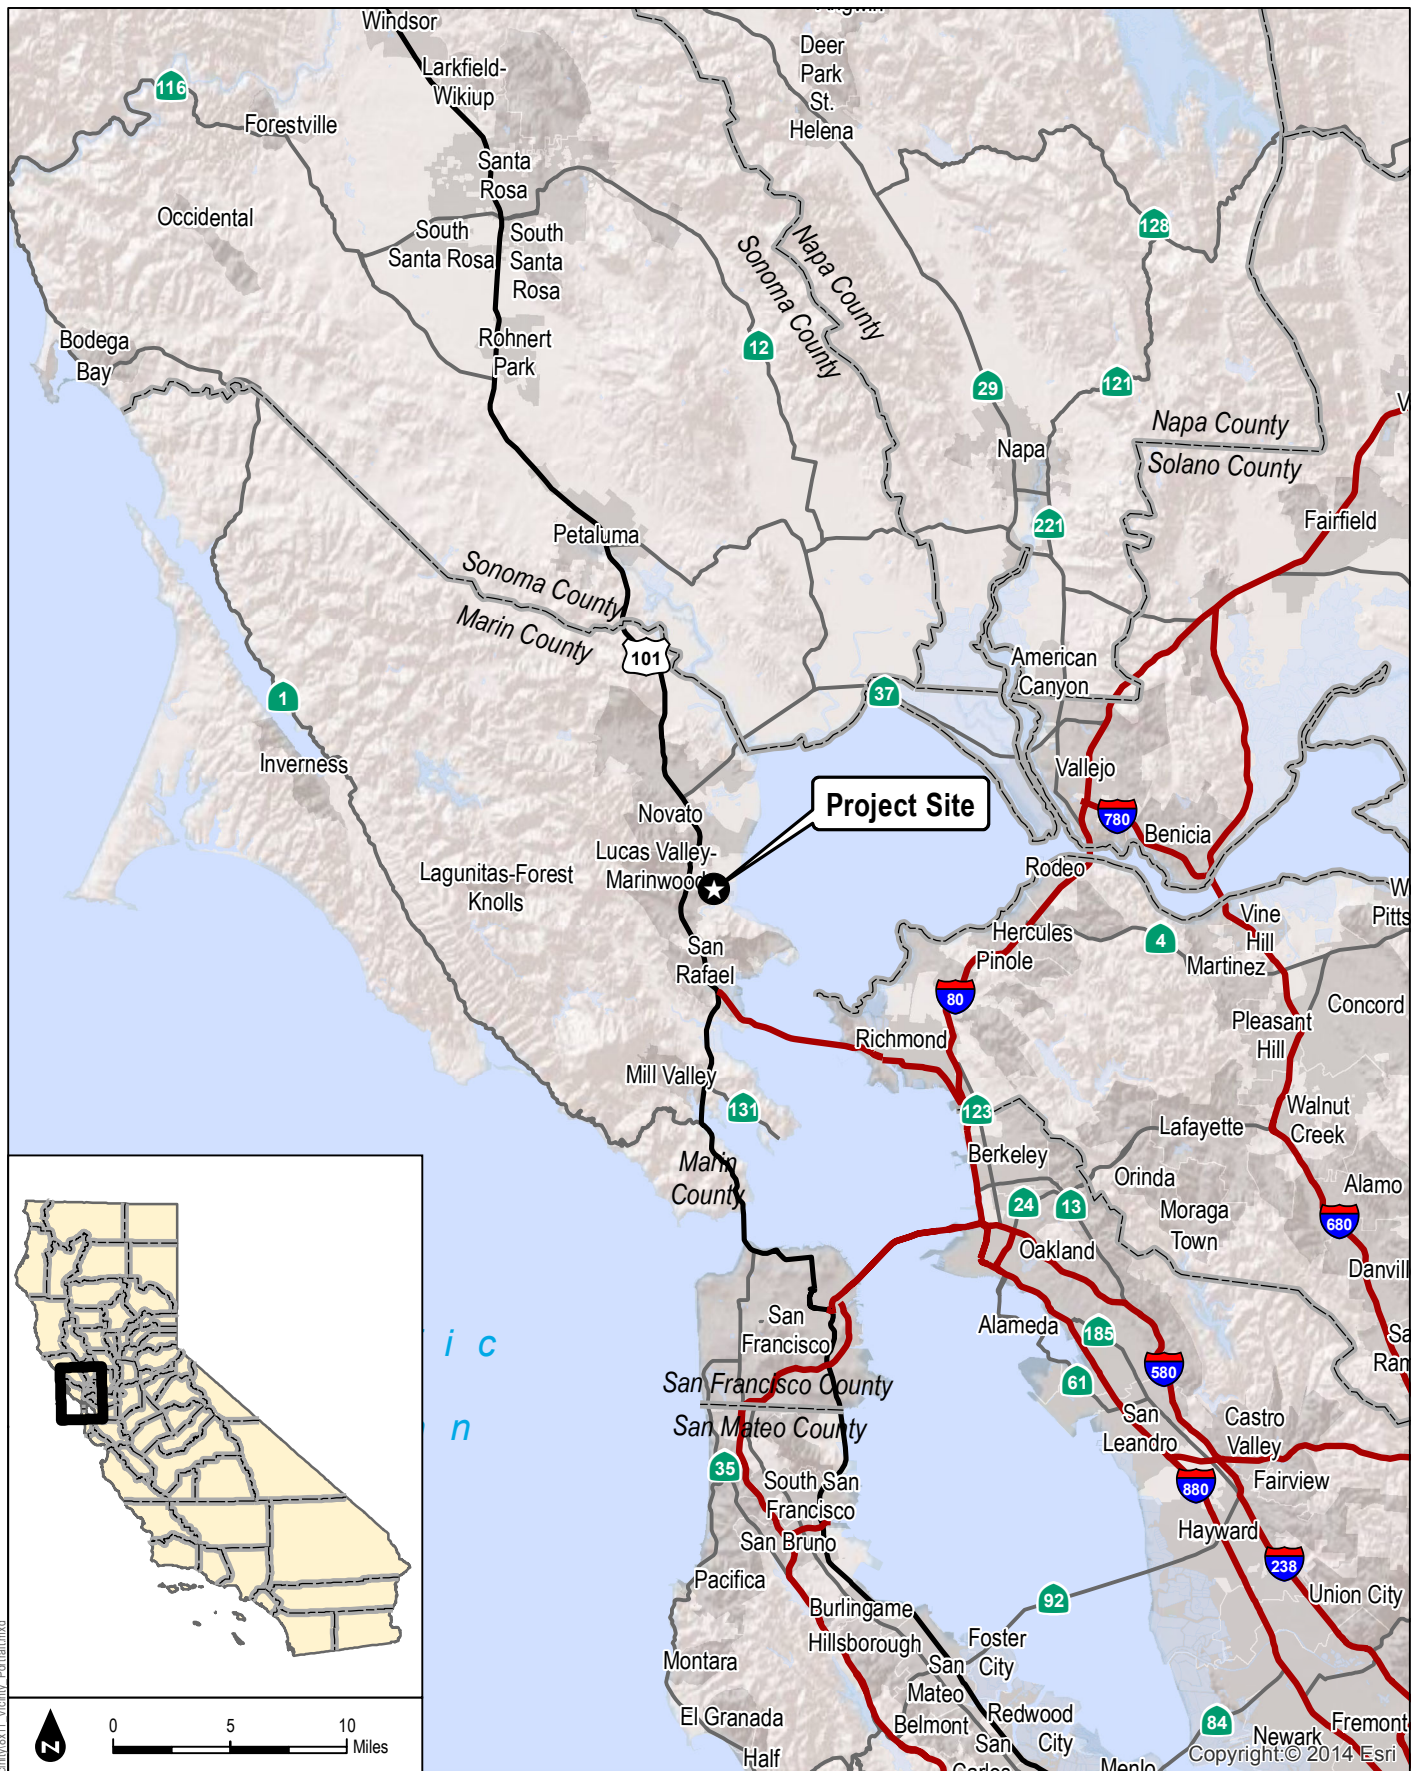 Windsor
Larkfield-
Wikiup
Deer
Park
St.
Helena
116
Forestville
Santa
Rosa
Occidental
South
Santa Rosa
South
Santa
Rosa
128
Napa County
Sonoma County
Bodega
Bay
Rohnert
Park
12
29
121
Napa County
Solano County
Napa
221
Fairfield
Petaluma
Sonoma County
Marin County
101
American
Canyon
37
1
Inverness
Vallejo
Project Site
780
Benicia
Novato
Lucas Valley-
Marinwood
Lagunitas-Forest
Knolls
Rodeo
Hercules
Pinole
4
Vine
Hill
Martinez
Pitts
San
Rafael
80
Concord
Pleasant
Hill
Richmond
Mill Valley
131
123
Walnut
Creek
Lafayette
Berkeley
Orinda
Alamo
Marin
County
24
13
Moraga
Town
680
Oakland
Danvill
San
Francisco
Alameda
185
580
61
i c
n
San Francisco County
San Mateo County
San
Leandro
Castro
Valley
Fairview
35
South San
Francisco
880
San Bruno
Hayward
238
Pacifica
92
Union City
Burlingame
Hillsborough
Foster
City
Montara
San
Mateo
El Granada
Belmont
Redwood
City
San
Carlos
84
Newark
Fremont
Half
Menlo
0 5 10
Miles
N
Copyright:© 2014 Esri